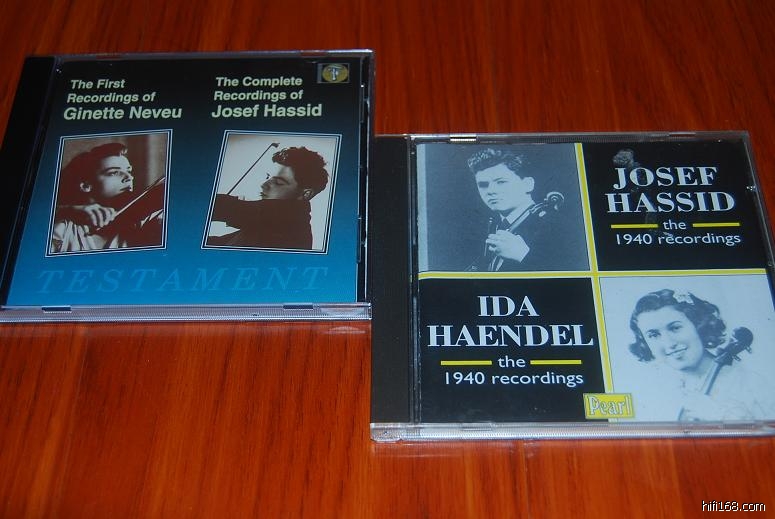 The First
Recordings of
Ginette Neveu
The Complete
Recordings of
Josef Hassid
TESTAMENT
JOSEF
HASSID
the
1940 recordings
IDA
HAENDEL
the
1940 recordings
Pearl
hifi168.com